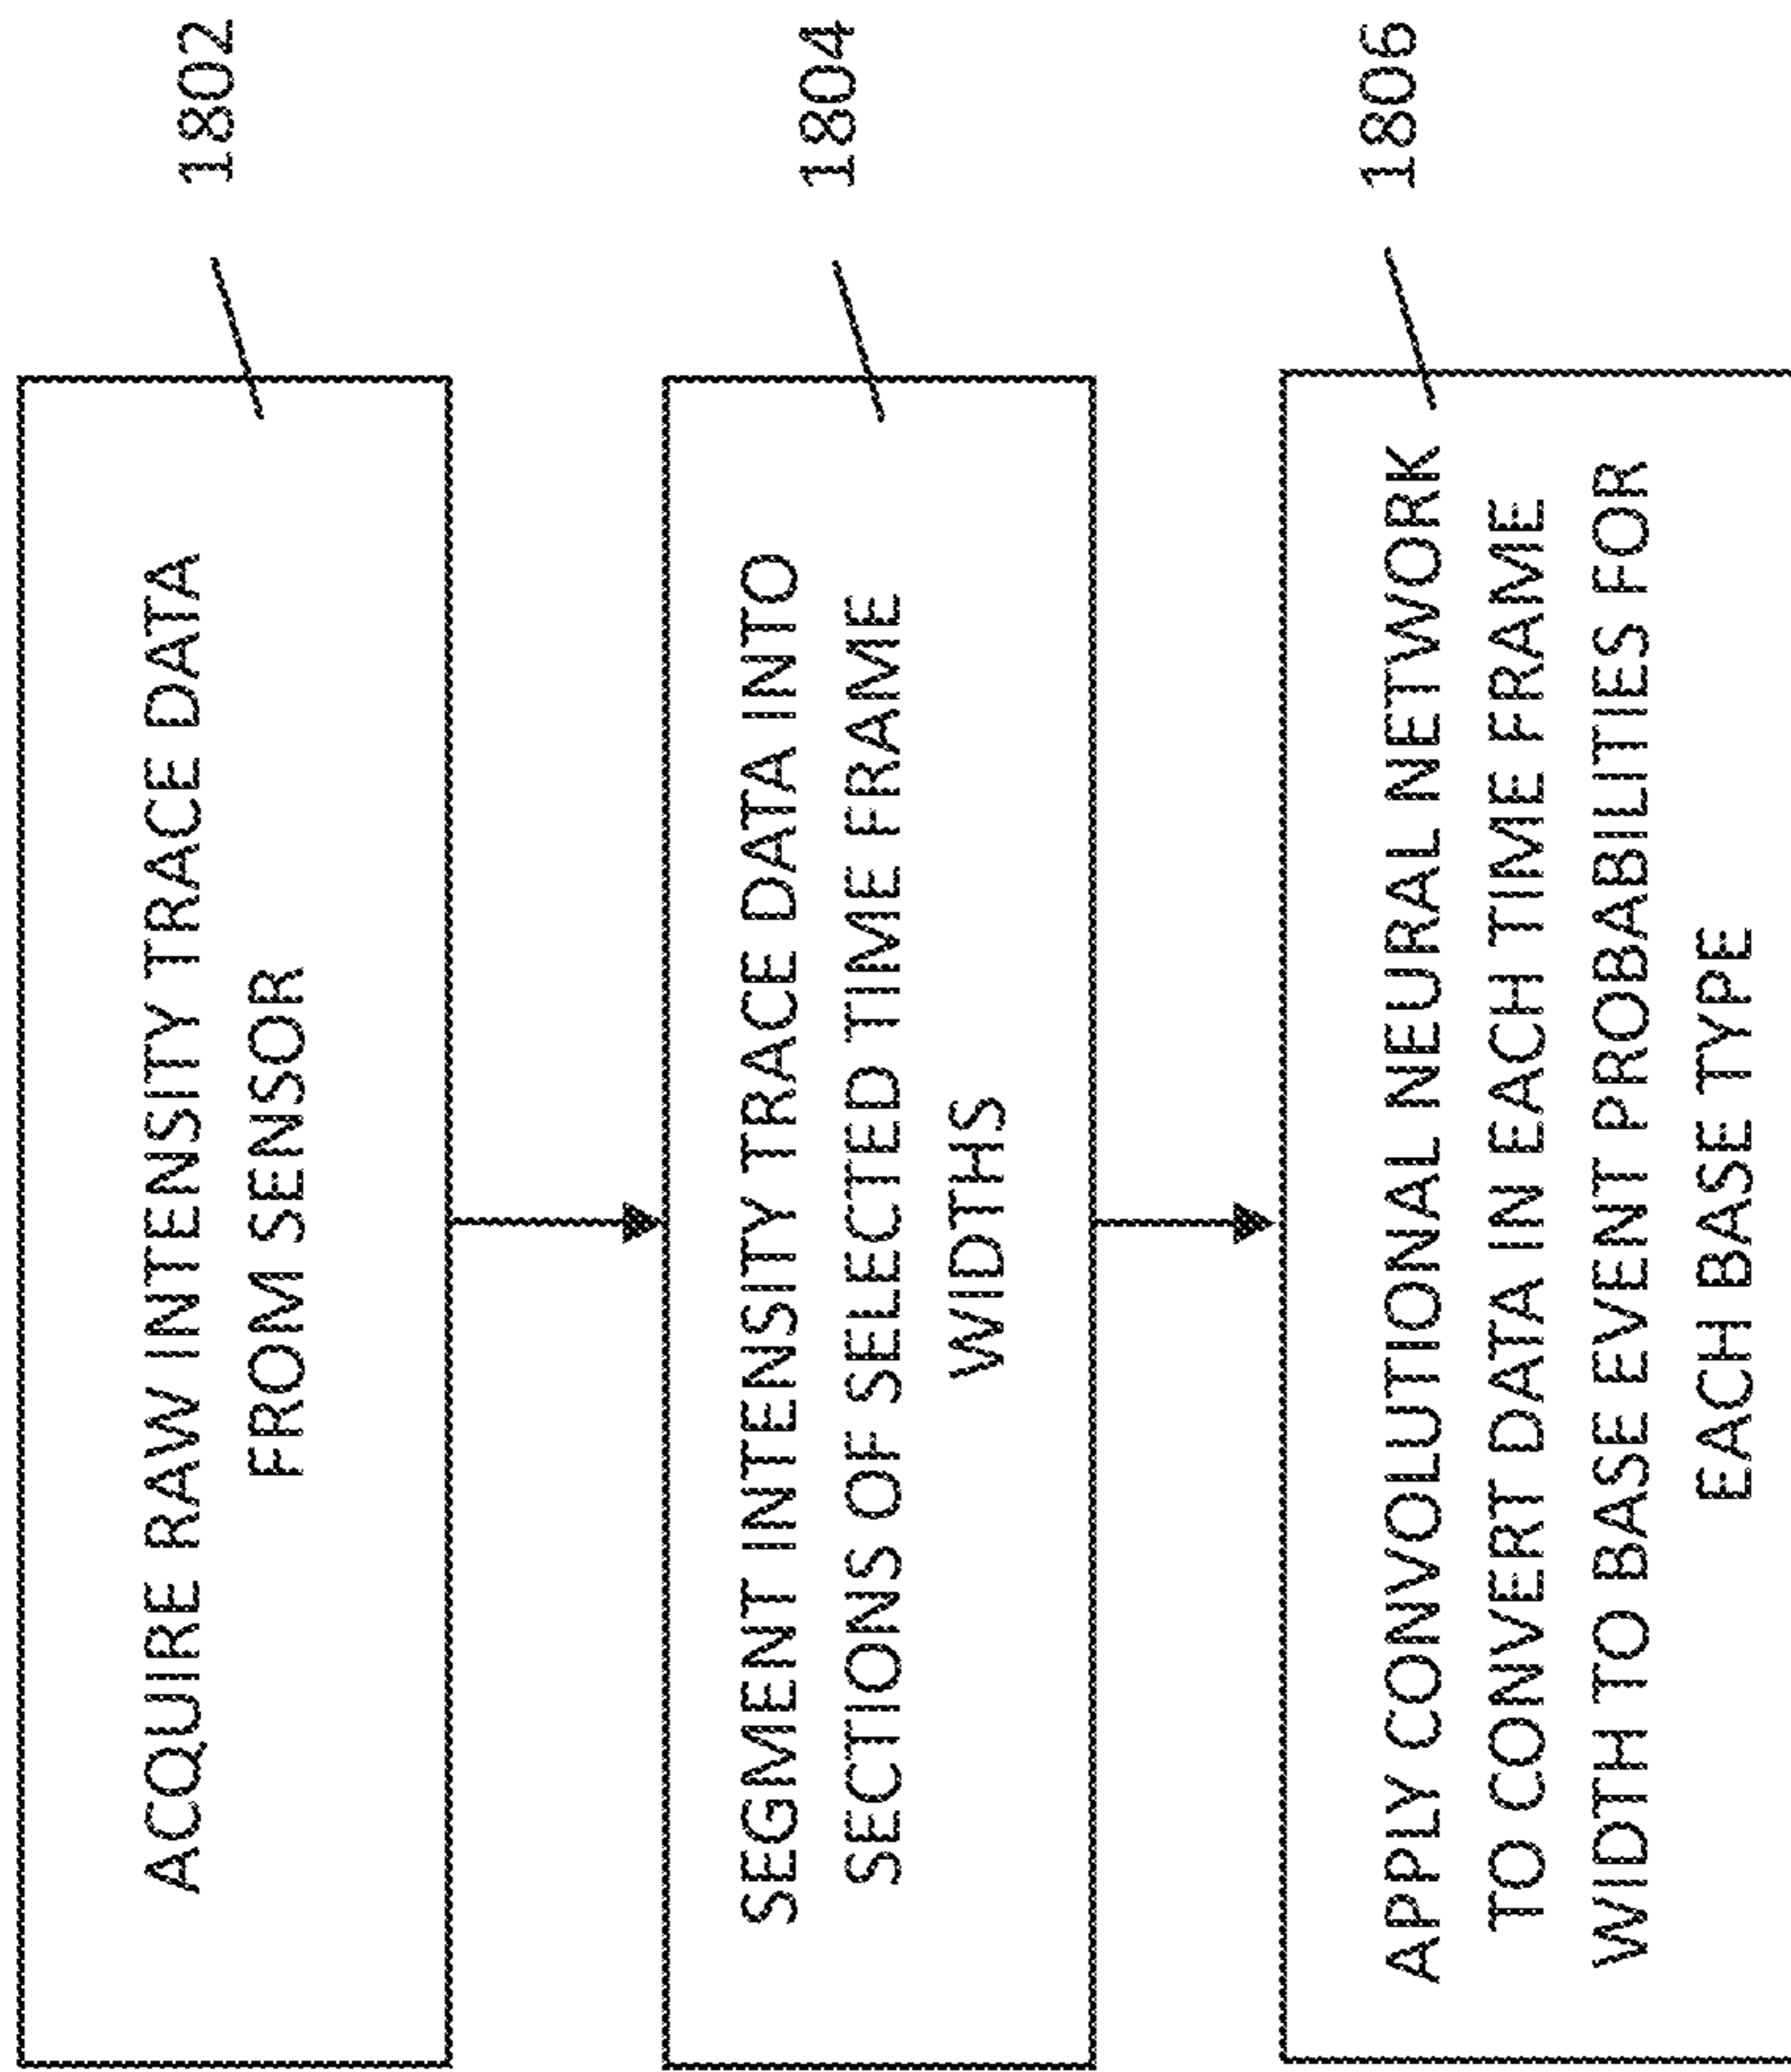 ACQUIRE RAW INTENSITY TRACE DATA
FROM SENSOR
1802
SEGMENT INTENSITY TRACE DATA INTO
SECTIONS OF SELECTED TIME FRAME
WIDTHS
1804
APPLY CONVOLUTIONAL NEURAL NETWORK
TO CONVERT DATA IN EACH TIME FRAME
WIDTH TO BASE EVENT PROBABILITIES FOR
EACH BASE TYPE
1806